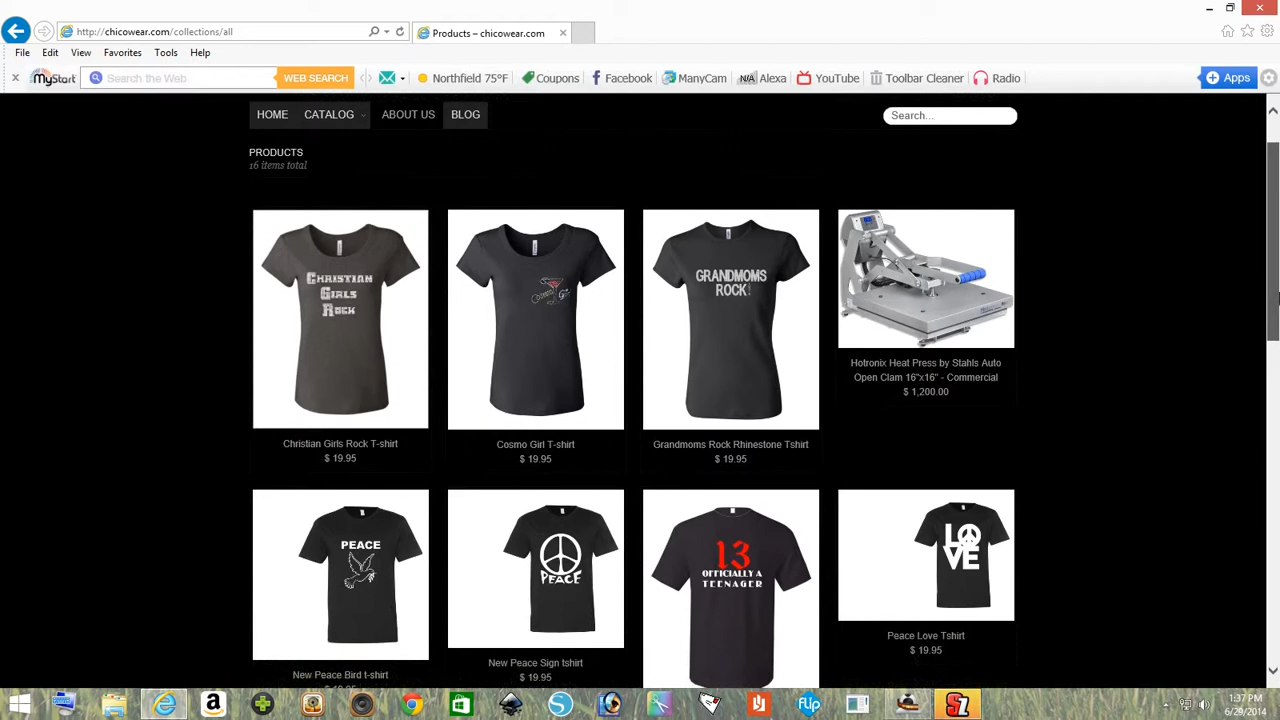 http://chicowear.com/collections/all
Products – chicowear.com
File Edit View Favorites Tools Help
MyStart Search the Web WEB SEARCH Northfield 75°F Coupons Facebook ManyCam N/A Alexa YouTube Toolbar Cleaner Radio Apps
HOME CATALOG ABOUT US BLOG Search...
PRODUCTS
16 items total
CHRISTIAN
GIRLS
ROCK
GRANDMOMS
ROCK!
Hotronix Heat Press by Stahls Auto
Open Clam 16"x16" - Commercial
$ 1,200.00
Christian Girls Rock T-shirt
$ 19.95
Cosmo Girl T-shirt
$ 19.95
Grandmoms Rock Rhinestone Tshirt
$ 19.95
PEACE
PEACE
13
OFFICIALLY A
TEENAGER
LO
VE
New Peace Bird t-shirt
$ 19.95
New Peace Sign tshirt
$ 19.95
Peace Love Tshirt
$ 19.95
1:37 PM
6/29/2014